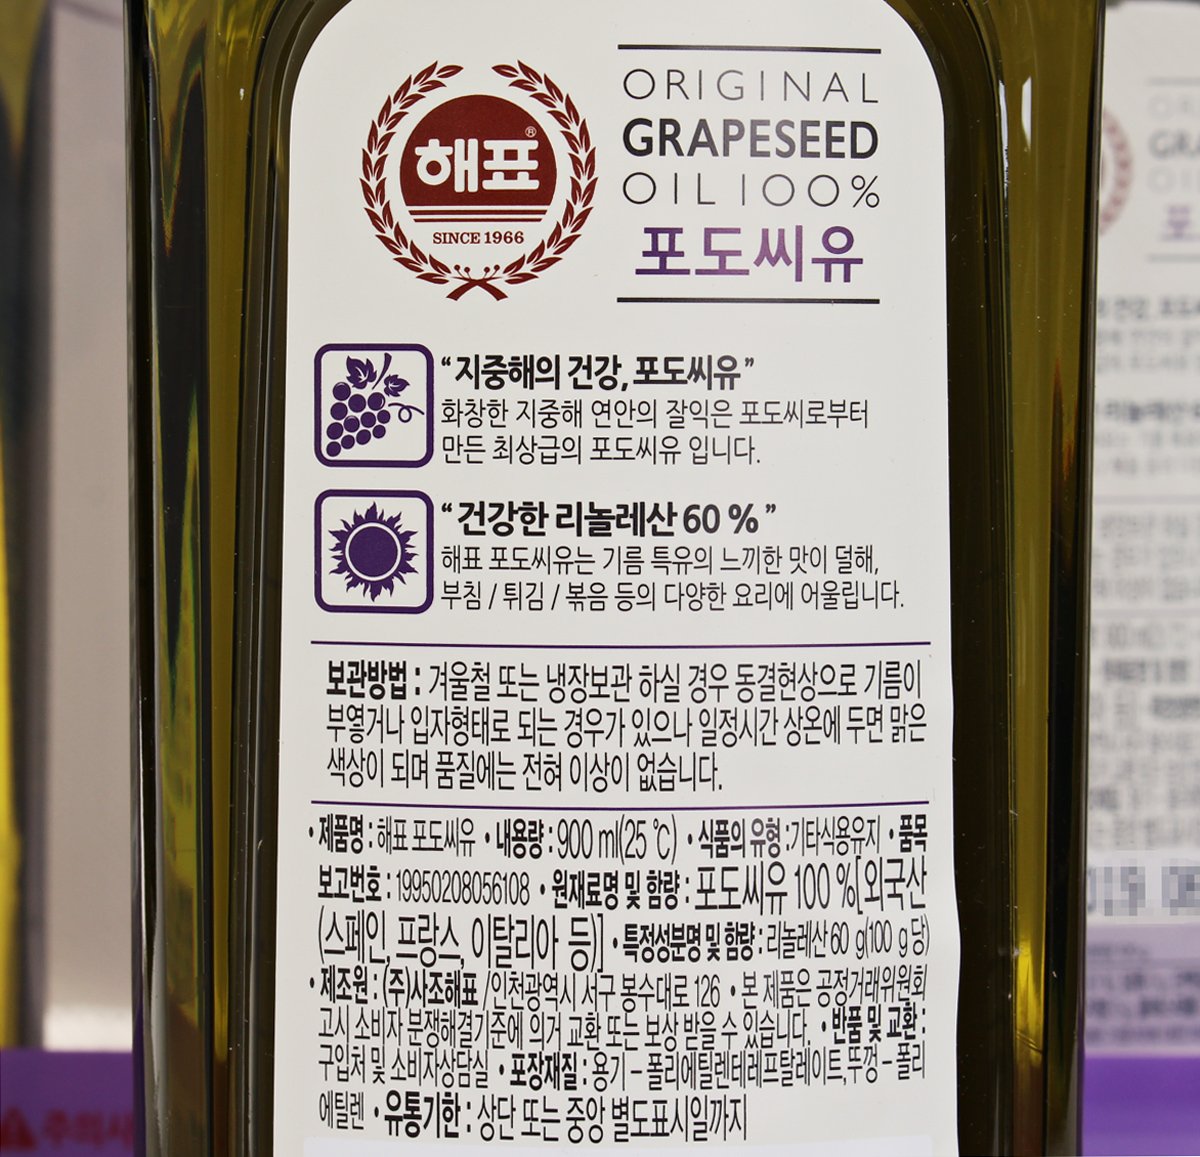 해표®
SINCE 1966
ORIGINAL
GRAPESEED
OIL 100%
포도씨유
“지중해의 건강, 포도씨유”
화창한 지중해 연안의 잘익은 포도씨로부터
만든 최상급의 포도씨유 입니다.
“건강한 리놀레산 60 %”
해표 포도씨유는 기름 특유의 느끼한 맛이 덜해,
부침 / 튀김 / 볶음 등의 다양한 요리에 어울립니다.
보관방법 : 겨울철 또는 냉장보관 하실 경우 동결현상으로 기름이
부옇거나 입자형태로 되는 경우가 있으나 일정시간 상온에 두면 맑은
색상이 되며 품질에는 전혀 이상이 없습니다.
• 제품명 : 해표 포도씨유 • 내용량 : 900 ml(25 ℃) • 식품의 유형 : 기타식용유지 • 품목
보고번호 : 19950208056108 • 원재료명 및 함량 : 포도씨유 100 %[외국산
(스페인, 프랑스, 이탈리아 등)] • 특정성분명 및 함량 : 리놀레산 60 g(100 g 당)
• 제조원 : (주)사조해표 /인천광역시 서구 봉수대로 126 • 본 제품은 공정거래위원회
고시 소비자 분쟁해결기준에 의거 교환 또는 보상 받을 수 있습니다. • 반품 및 교환 :
구입처 및 소비자상담실 • 포장재질 : 용기 – 폴리에틸렌테레프탈레이트, 뚜껑 – 폴리
에틸렌 • 유통기한 : 상단 또는 중앙 별도표시일까지